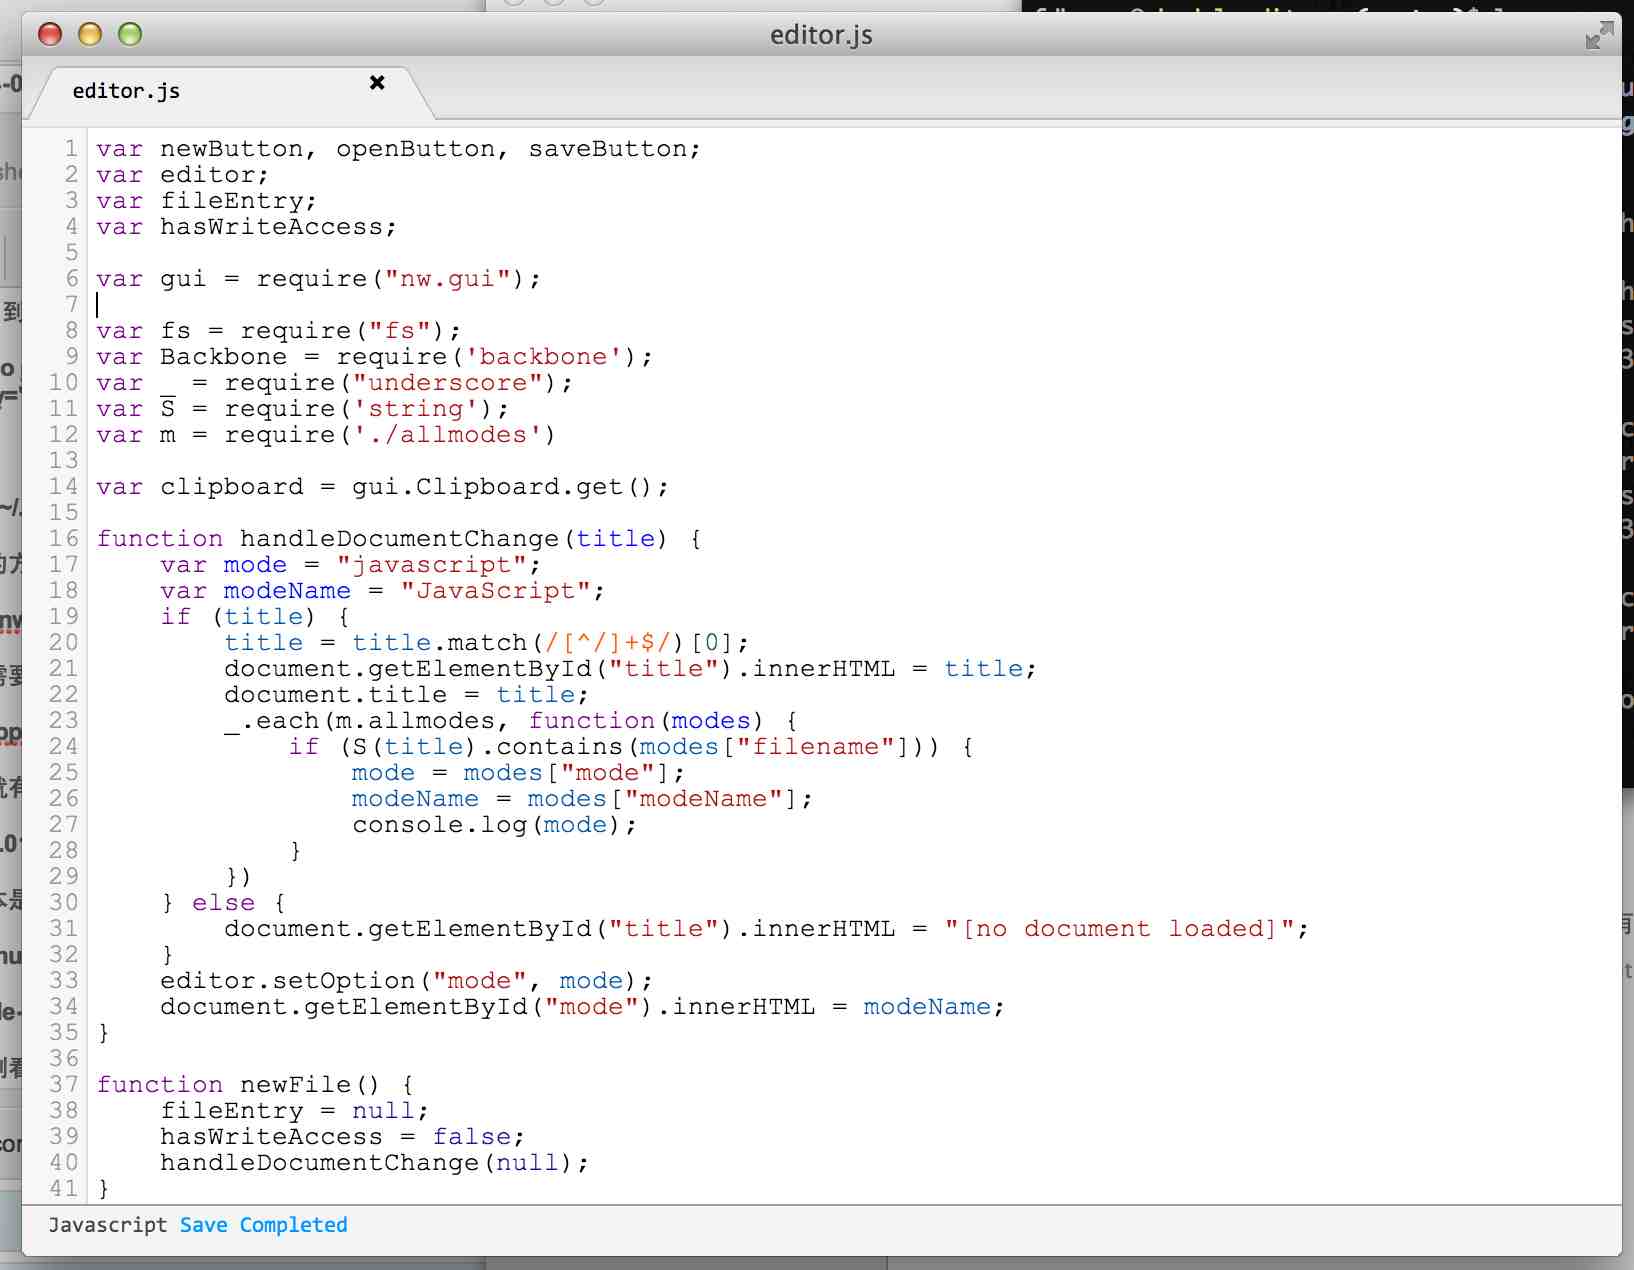 editor.js
editor.js
1 var newButton, openButton, saveButton;
2 var editor;
3 var fileEntry;
4 var hasWriteAccess;
5
6 var gui = require("nw.gui");
7
8 var fs = require("fs");
9 var Backbone = require('backbone');
10 var _ = require("underscore");
11 var S = require('string');
12 var m = require('./allmodes')
13
14 var clipboard = gui.Clipboard.get();
15
16 function handleDocumentChange(title) {
17     var mode = "javascript";
18     var modeName = "JavaScript";
19     if (title) {
20         title = title.match(/[^/]+$/)[0];
21         document.getElementById("title").innerHTML = title;
22         document.title = title;
23         _.each(m.allmodes, function(modes) {
24             if (S(title).contains(modes["filename"])) {
25                 mode = modes["mode"];
26                 modeName = modes["modeName"];
27                 console.log(mode);
28             }
29         })
30     } else {
31         document.getElementById("title").innerHTML = "[no document loaded]";
32     }
33     editor.setOption("mode", mode);
34     document.getElementById("mode").innerHTML = modeName;
35 }
36
37 function newFile() {
38     fileEntry = null;
39     hasWriteAccess = false;
40     handleDocumentChange(null);
41 }
Javascript Save Completed